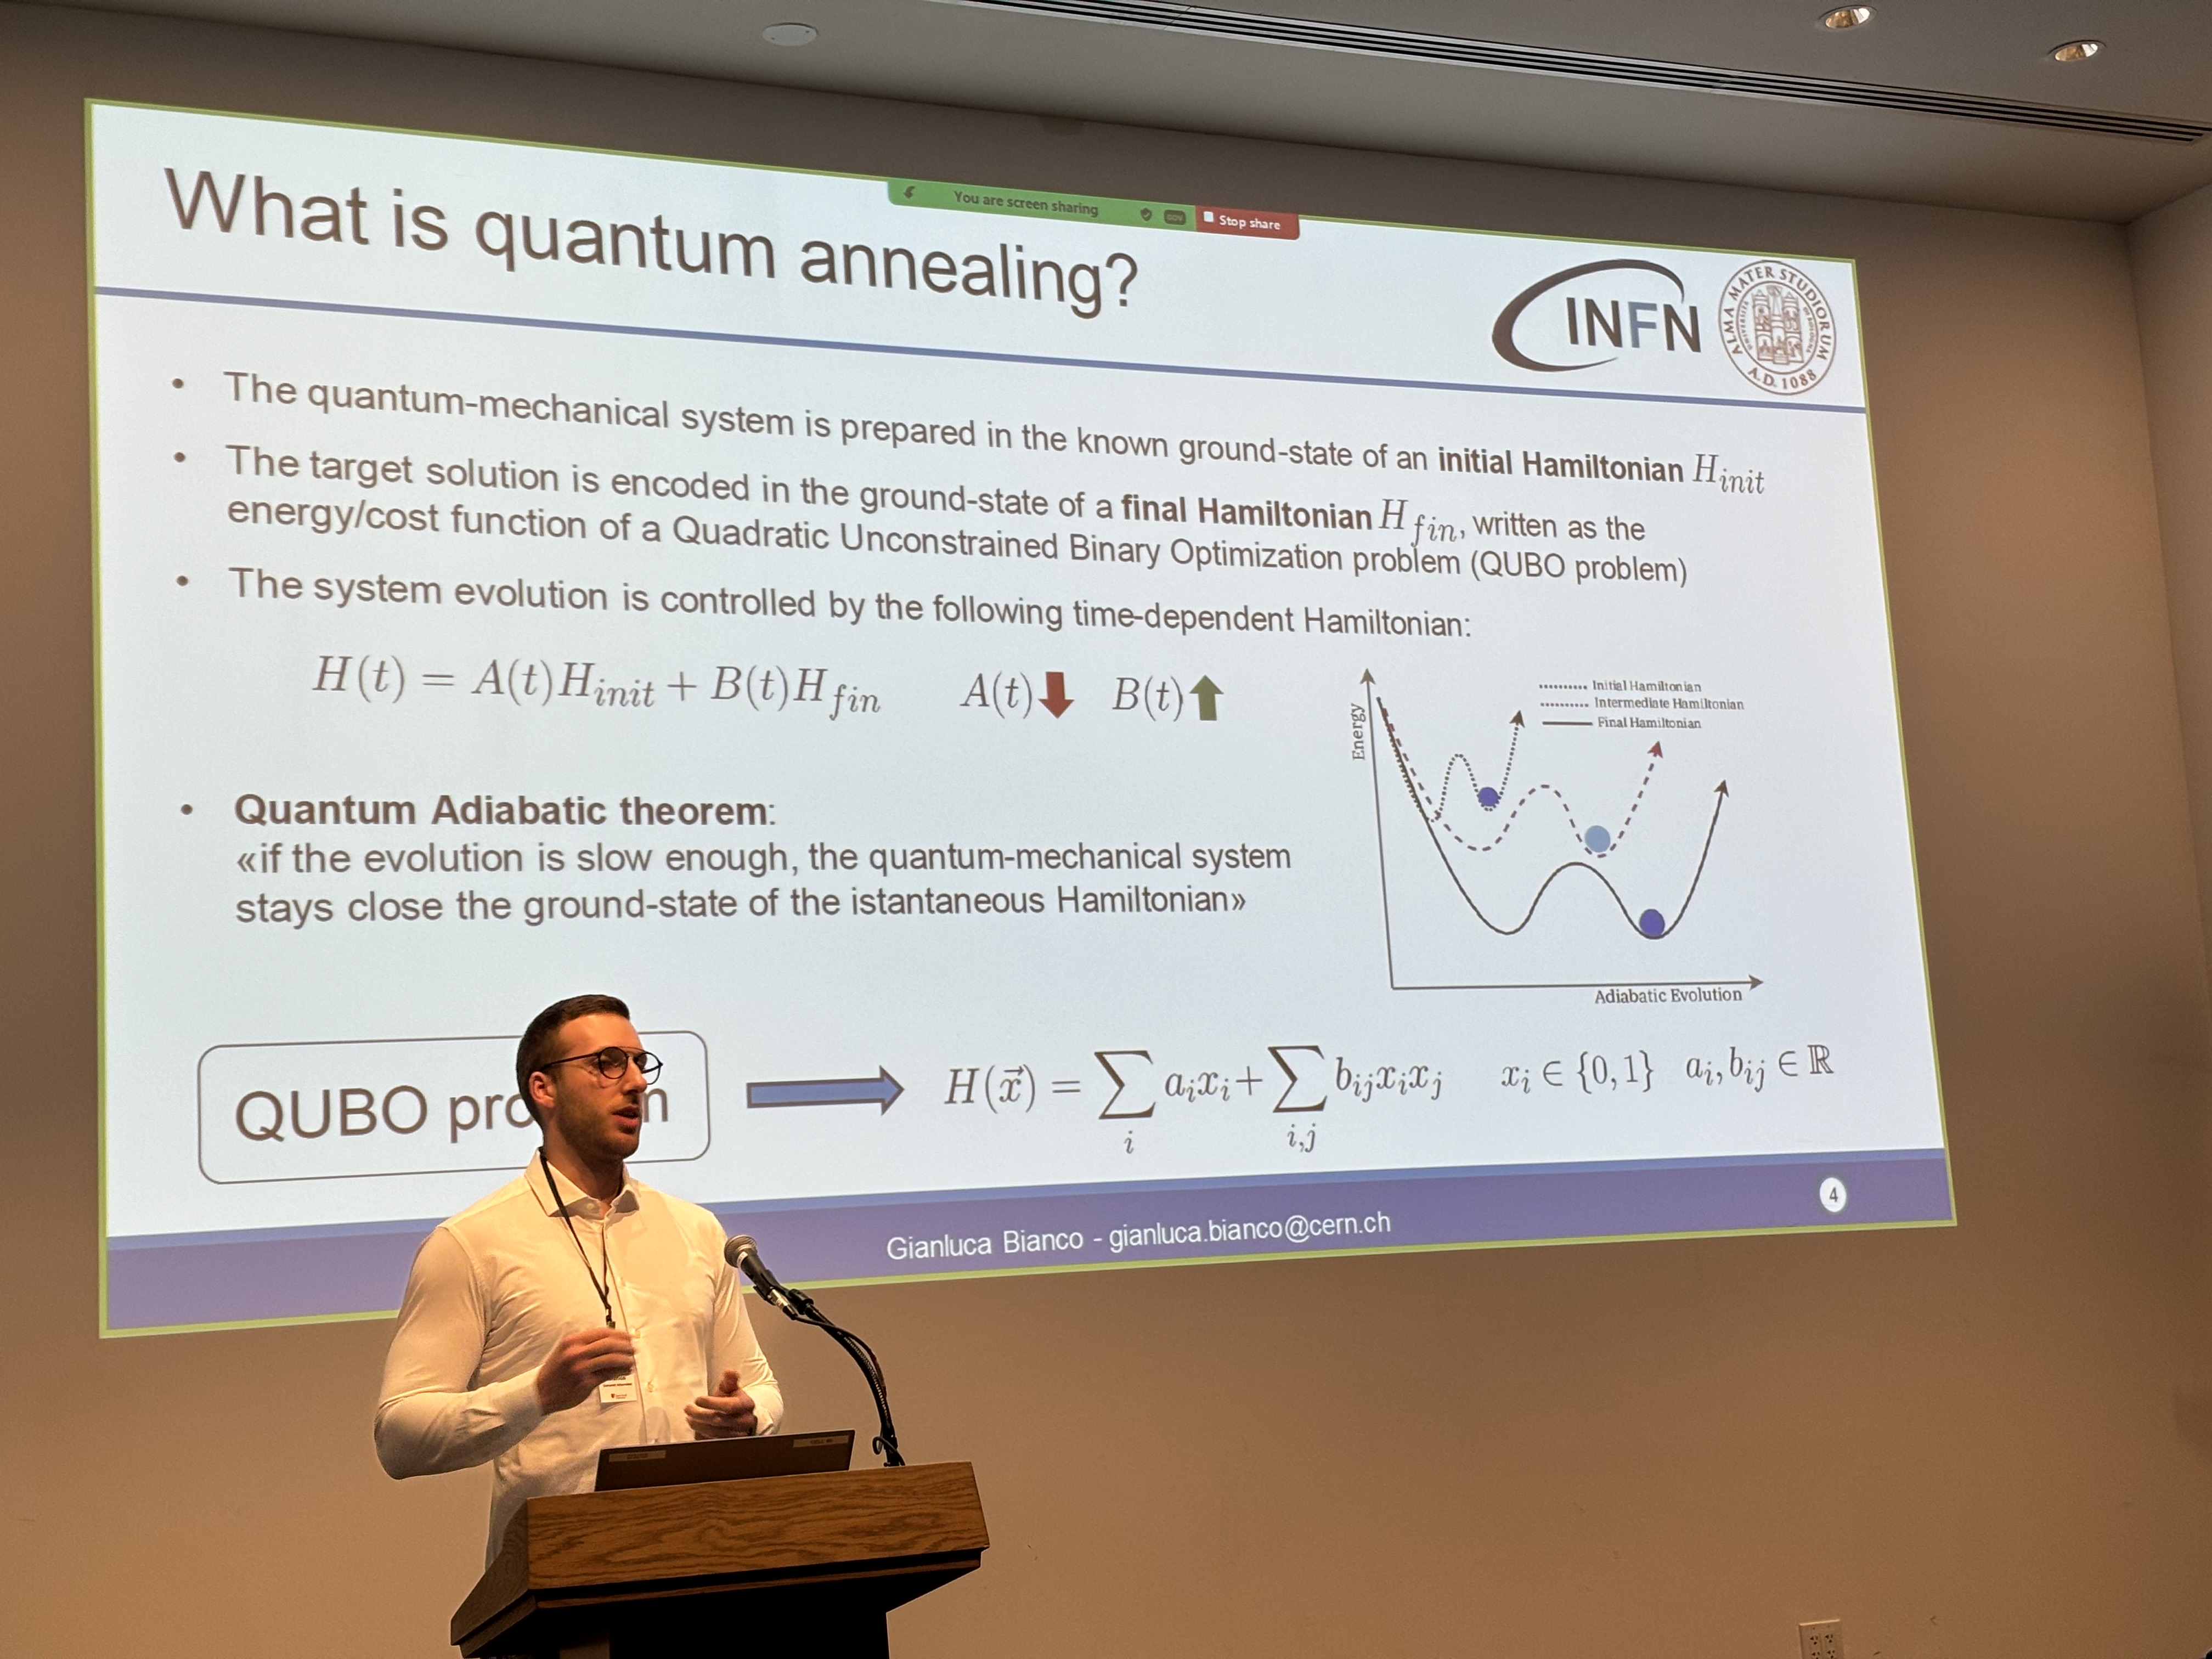 You are screen sharing
Stop share
What is quantum annealing?
INFN
ALMA MATER STUDIORUM
A.D. 1088
• The quantum-mechanical system is prepared in the known ground-state of an initial Hamiltonian H_init
• The target solution is encoded in the ground-state of a final Hamiltonian H_fin, written as the
energy/cost function of a Quadratic Unconstrained Binary Optimization problem (QUBO problem)
• The system evolution is controlled by the following time-dependent Hamiltonian:
H(t) = A(t)H_init + B(t)H_fin A(t) B(t)
Energy
Initial Hamiltonian
Intermediate Hamiltonian
Final Hamiltonian
Adiabatic Evolution
• Quantum Adiabatic theorem:
«if the evolution is slow enough, the quantum-mechanical system
stays close the ground-state of the istantaneous Hamiltonian»
QUBO pro m
H(x⃗) = ∑_i a_i x_i + ∑_{i,j} b_ij x_i x_j x_i ∈ {0,1} a_i, b_ij ∈ ℝ
Gianluca Bianco - gianluca.bianco@cern.ch
4